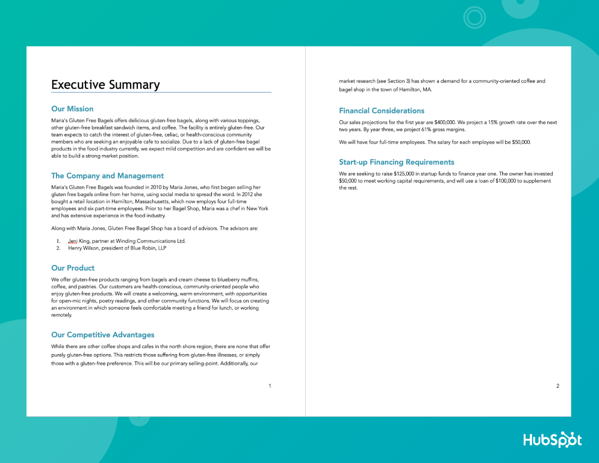 Executive Summary
Our Mission
Maria's Gluten Free Bagels offers delicious gluten-free bagels, along with various toppings,
other gluten-free breakfast sandwich items, and coffee. The facility is entirely gluten-free. Our
team expects to catch the interest of gluten-free, celiac, or health-conscious community
members who are seeking an enjoyable cafe to socialize. Due to a lack of gluten-free bagel
products in the food industry currently, we expect mild competition and are confident we will be
able to build a strong market position.
The Company and Management
Maria's Gluten Free Bagels was founded in 2010 by Maria Jones, who first began selling her
gluten free bagels online from her home, using social media to spread the word. In 2012 she
bought a retail location in Hamilton, Massachusetts, which now employs four full-time
employees and six part-time employees. Prior to her Bagel Shop, Maria was a chef in New York
and has extensive experience in the food industry.
Along with Maria Jones, Gluten Free Bagel Shop has a board of advisors. The advisors are:
1. Jeni King, partner at Winding Communications Ltd.
2. Henry Wilson, president of Blue Robin, LLP
Our Product
We offer gluten-free products ranging from bagels and cream cheese to blueberry muffins,
coffee, and pastries. Our customers are health-conscious, community-oriented people who
enjoy gluten-free products. We will create a welcoming, warm environment, with opportunities
for open-mic nights, poetry readings, and other community functions. We will focus on creating
an environment in which someone feels comfortable meeting a friend for lunch, or working
remotely.
Our Competitive Advantages
While there are other coffee shops and cafes in the north shore region, there are none that offer
purely gluten-free options. This restricts those suffering from gluten-free illnesses, or simply
those with a gluten-free preference. This will be our primary selling-point. Additionally, our
1
market research (see Section 3) has shown a demand for a community-oriented coffee and
bagel shop in the town of Hamilton, MA.
Financial Considerations
Our sales projections for the first year are $400,000. We project a 15% growth rate over the next
two years. By year three, we project 61% gross margins.
We will have four full-time employees. The salary for each employee will be $50,000.
Start-up Financing Requirements
We are seeking to raise $125,000 in startup funds to finance year one. The owner has invested
$50,000 to meet working capital requirements, and will use a loan of $100,000 to supplement
the rest.
2
HubSpot